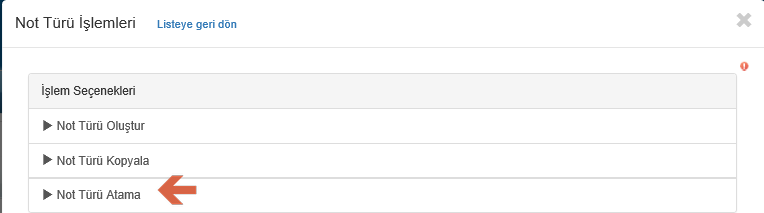 Not Türü İşlemleri Listeye geri dön
İşlem Seçenekleri
Not Türü Oluştur
Not Türü Kopyala
Not Türü Atama